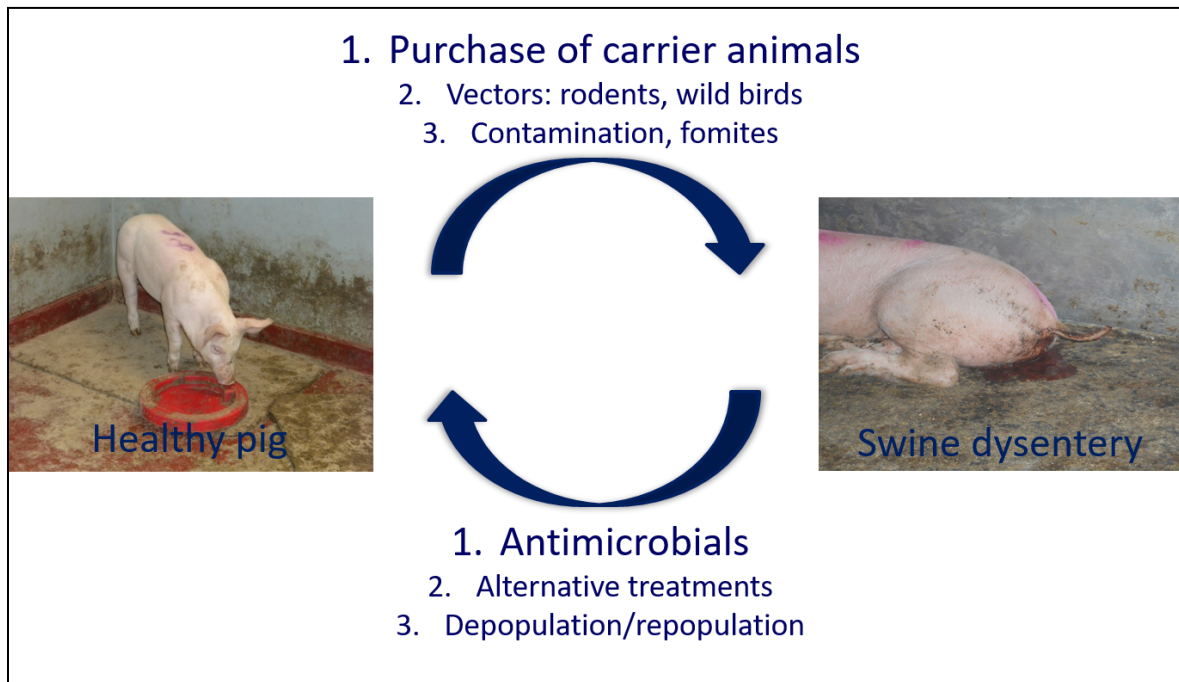 1. Purchase of carrier animals
2. Vectors: rodents, wild birds
3. Contamination, fomites
Healthy pig
Swine dysentery
1. Antimicrobials
2. Alternative treatments
3. Depopulation/repopulation